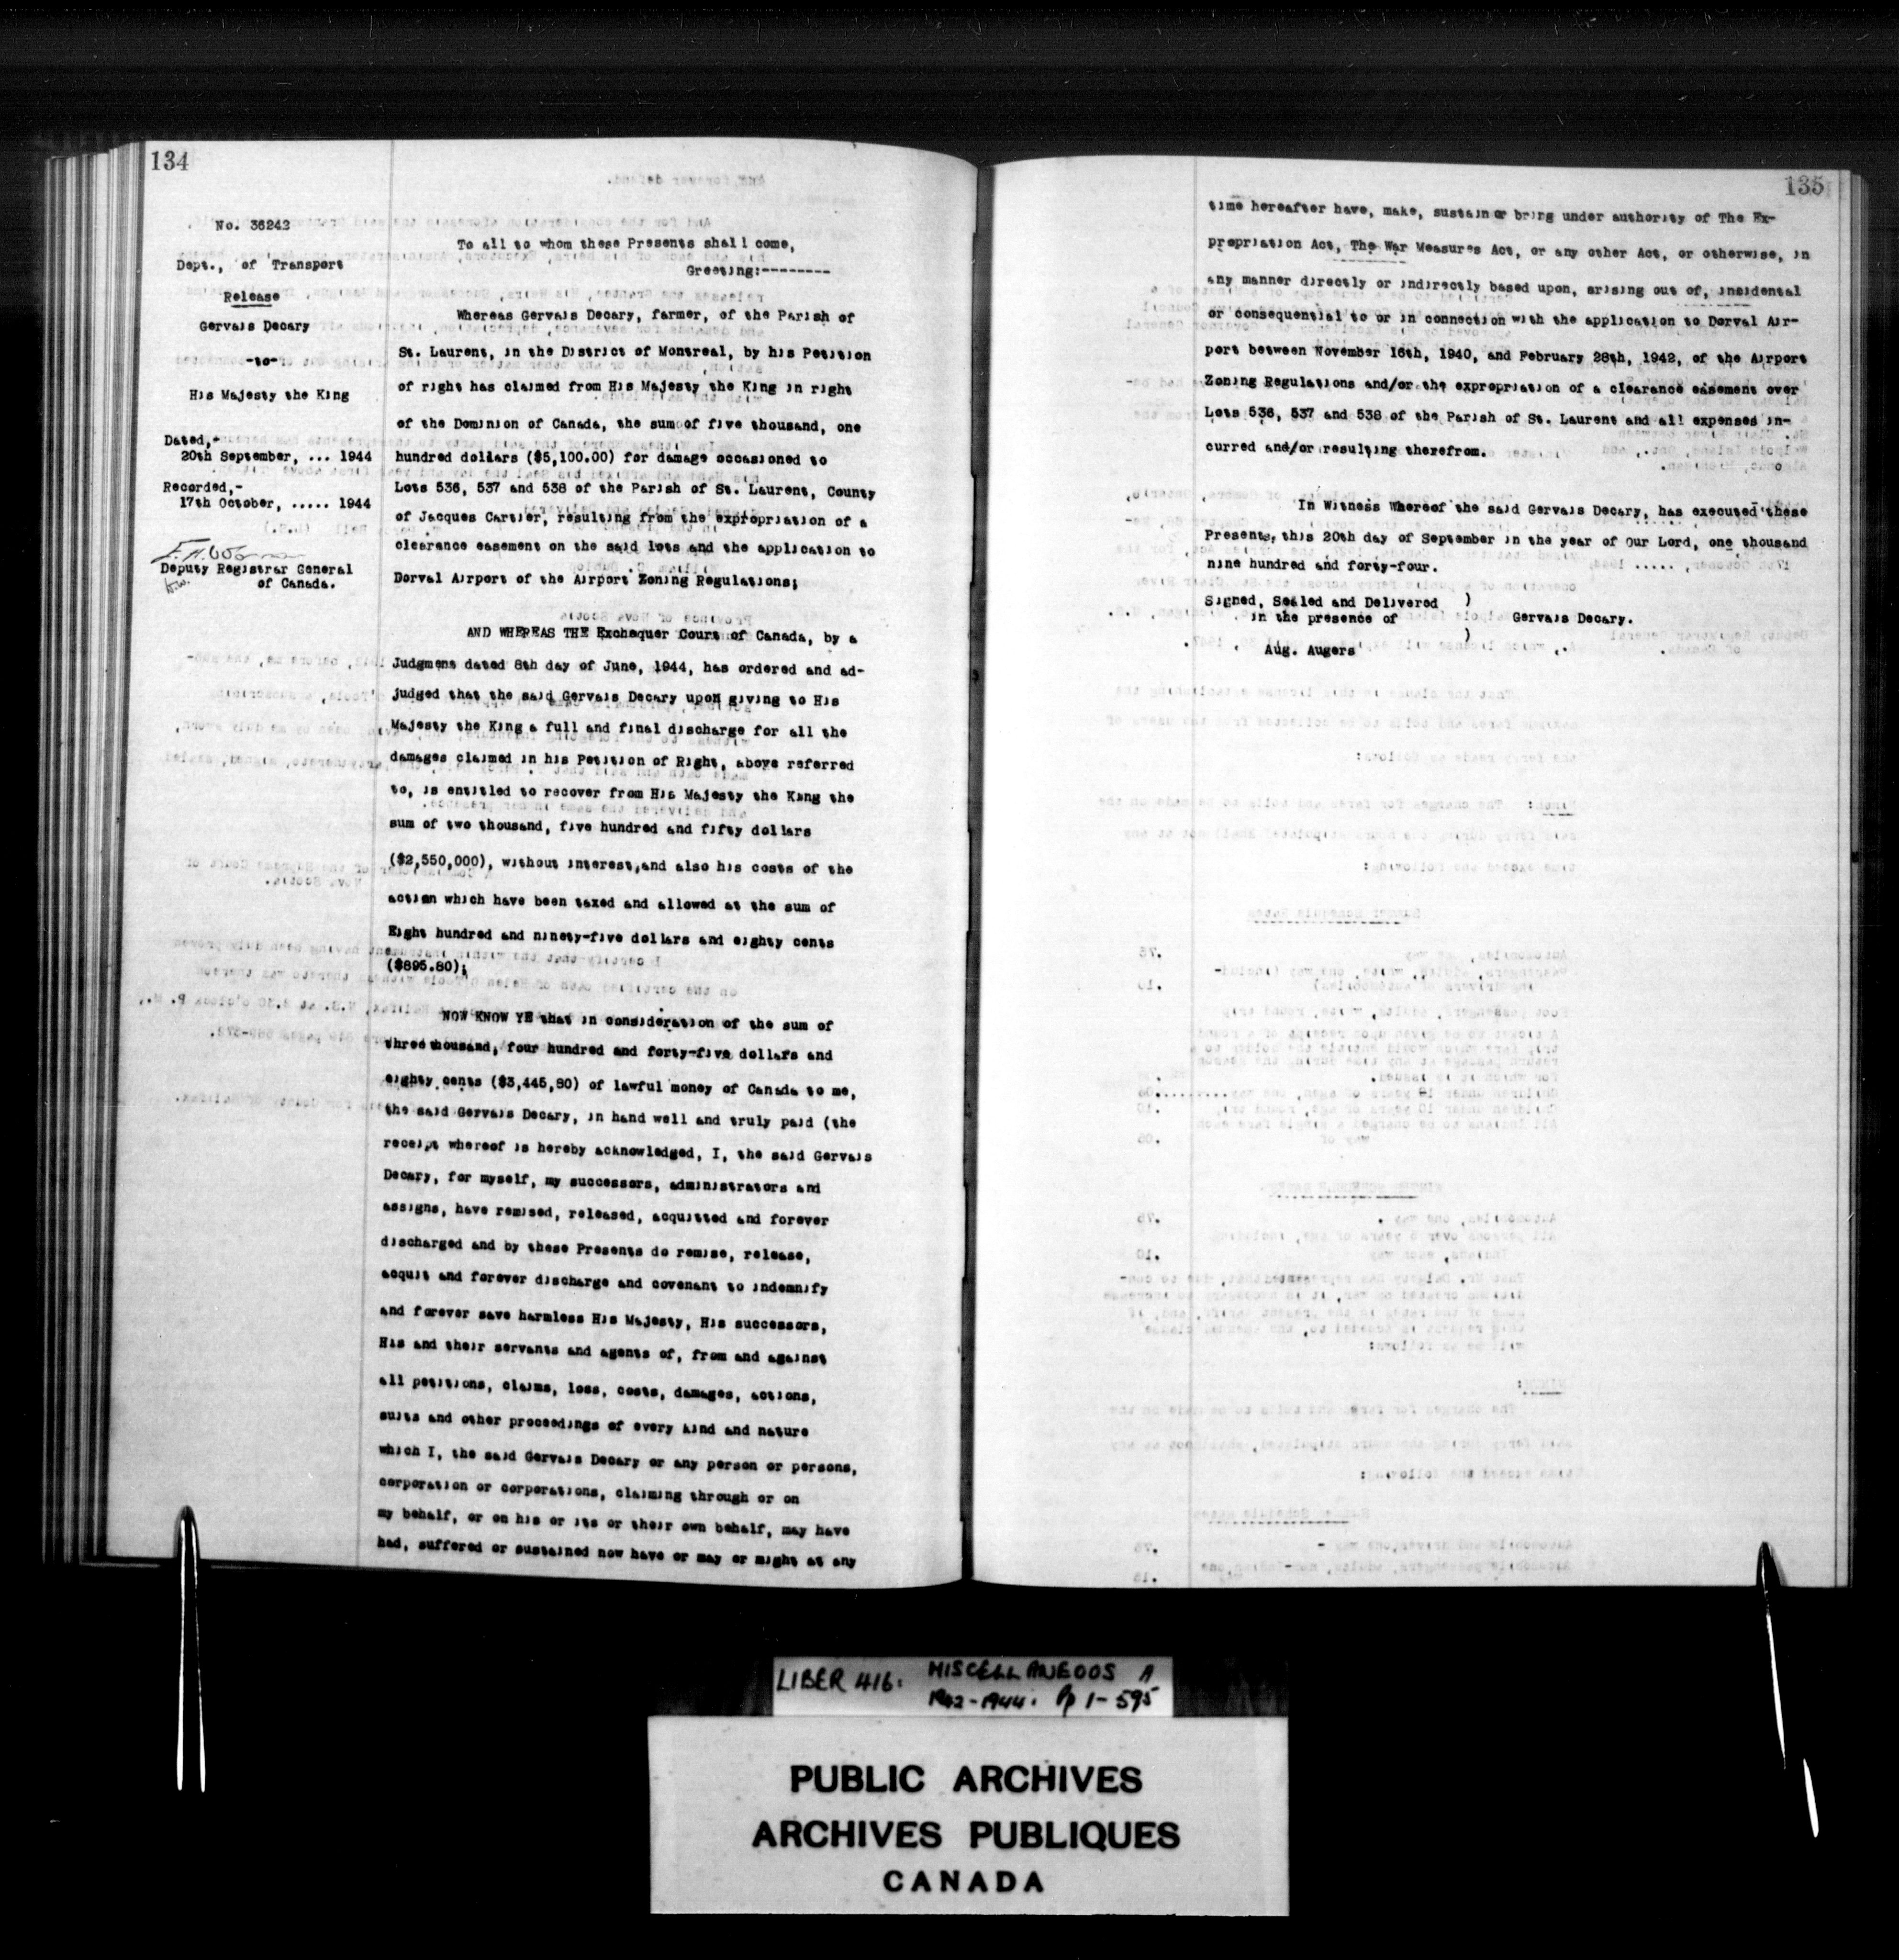 134
No. 36242
Dept., of Transport
Release
Gervais Decary
-to-
His Majesty the King
Dated,-
20th September, ... 1944
Recorded,-
17th October, ..... 1944
Deputy Registrar General
of Canada.
To all to whom these Presents shall come,
Greeting:--------
Whereas Gervais Decary, farmer, of the Parish of
St. Laurent, in the District of Montreal, by his Petition
of right has claimed from His Majesty the King in right
of the Dominion of Canada, the sum of five thousand, one
hundred dollars ($5,100.00) for damage occasioned to
Lots 536, 537 and 538 of the Parish of St. Laurent, County
of Jacques Cartier, resulting from the expropriation of a
clearance easement on the said lots and the application to
Dorval Airport of the Airport Zoning Regulations;
AND WHEREAS THE Exchequer Court of Canada, by a
Judgment dated 8th day of June, 1944, has ordered and ad-
judged that the said Gervais Decary upon giving to His
Majesty the King a full and final discharge for all the
damages claimed in his Petition of Right, above referred
to, is entitled to recover from His Majesty the King the
sum of two thousand, five hundred and fifty dollars
($2,550,000), without interest,and also his costs of the
action which have been taxed and allowed at the sum of
Eight hundred and ninety-five dollars and eighty cents
($895.80);
NOW KNOW YE that in consideration of the sum of
three thousand, four hundred and forty-five dollars and
eighty cents ($3,445,80) of lawful money of Canada to me,
the said Gervais Decary, in hand well and truly paid (the
receipt whereof is hereby acknowledged, I, the said Gervais
Decary, for myself, my successors, administrators and
assigns, have remised, released, acquitted and forever
discharged and by these Presents do remise, release,
acquit and forever discharge and covenant to indemnify
and forever save harmless His Majesty, His successors,
His and their servants and agents of, from and against
all petitions, claims, loss, costs, damages, actions,
suits and other proceedings of every kind and nature
which I, the said Gervais Decary or any person or persons,
corporation or corporations, claiming through or on
my behalf, or on his or its or their own behalf, may have
had, suffered or sustained now have or may or might at any
135
time hereafter have, make, sustain or bring under authority of The Ex-
propriation Act, The War Measures Act, or any other Act, or otherwise, in
any manner directly or indirectly based upon, arising out of, incidental
or consequential to or in connection with the application to Dorval Air-
port between November 16th, 1940, and February 28th, 1942, of the Airport
Zoning Regulations and/or the expropriation of a clearance easement over
Lots 536, 537 and 538 of the Parish of St. Laurent and all expenses in-
curred and/or resulting therefrom.
In Witness Whereof the said Gervais Decary, has executed these
Presents, this 20th day of September in the year of Our Lord, one thousand
nine hundred and forty-four.
Signed, Sealed and Delivered )
in the presence of Gervais Decary.
)
Aug. Augers
LIBER 416: MISCELLANEOUS A
1942-1944. Pp 1-595
PUBLIC ARCHIVES
ARCHIVES PUBLIQUES
CANADA